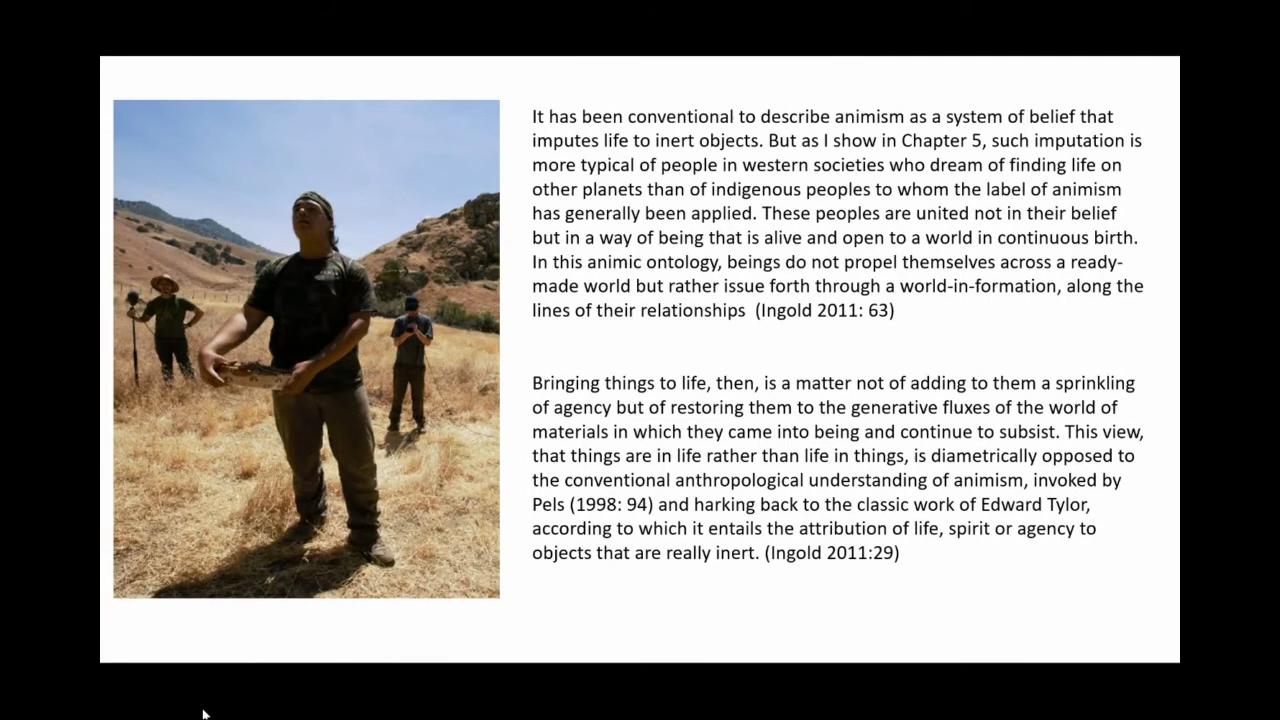 It has been conventional to describe animism as a system of belief that
imputes life to inert objects. But as I show in Chapter 5, such imputation is
more typical of people in western societies who dream of finding life on
other planets than of indigenous peoples to whom the label of animism
has generally been applied. These peoples are united not in their belief
but in a way of being that is alive and open to a world in continuous birth.
In this animic ontology, beings do not propel themselves across a ready-
made world but rather issue forth through a world-in-formation, along the
lines of their relationships (Ingold 2011: 63)
Bringing things to life, then, is a matter not of adding to them a sprinkling
of agency but of restoring them to the generative fluxes of the world of
materials in which they came into being and continue to subsist. This view,
that things are in life rather than life in things, is diametrically opposed to
the conventional anthropological understanding of animism, invoked by
Pels (1998: 94) and harking back to the classic work of Edward Tylor,
according to which it entails the attribution of life, spirit or agency to
objects that are really inert. (Ingold 2011:29)